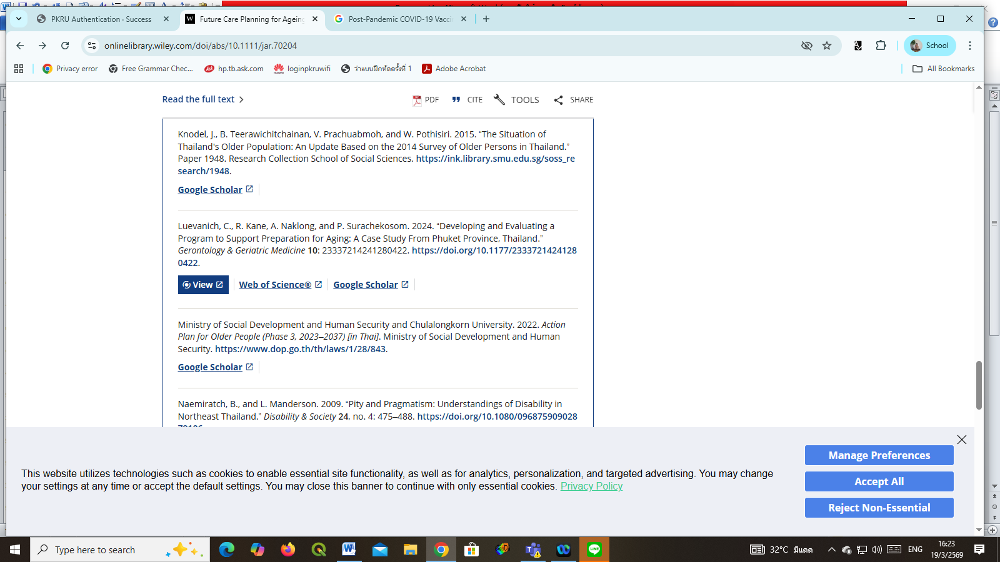 PKRU Authentication · Success
Future Care Planning for Ageing
Post-Pandemic COVID-19 Vacci
onlinelibrary.wiley.com/doi/abs/10.1111/jar.70204
School
Privacy error
Free Grammar Chec...
hp.tb.ask.com
loginpkruwifi
ว่าแบบฝึกหัดครั้งที่ 1
Adobe Acrobat
All Bookmarks
Read the full text
PDF
CITE
TOOLS
SHARE
Knodel, J., B. Teerawichitchainan, V. Prachuabmoh, and W. Pothisiri. 2015. “The Situation of
Thailand's Older Population: An Update Based on the 2014 Survey of Older Persons in Thailand.”
Paper 1948. Research Collection School of Social Sciences. https://ink.library.smu.edu.sg/soss_re
search/1948.
Google Scholar
Luevanich, C., R. Kane, A. Naklong, and P. Surachekosom. 2024. “Developing and Evaluating a
Program to Support Preparation for Aging: A Case Study From Phuket Province, Thailand.”
Gerontology & Geriatric Medicine 10: 23337214241280422. https://doi.org/10.1177/2333721424128
0422.
View
Web of Science®
Google Scholar
Ministry of Social Development and Human Security and Chulalongkorn University. 2022. Action
Plan for Older People (Phase 3, 2023–2037) [in Thai]. Ministry of Social Development and Human
Security. https://www.dop.go.th/th/laws/1/28/843.
Google Scholar
Naemiratch, B., and L. Manderson. 2009. “Pity and Pragmatism: Understandings of Disability in
Northeast Thailand.” Disability & Society 24, no. 4: 475–488. https://doi.org/10.1080/096875909028
This website utilizes technologies such as cookies to enable essential site functionality, as well as for analytics, personalization, and targeted advertising. You may change
your settings at any time or accept the default settings. You may close this banner to continue with only essential cookies. Privacy Policy
Manage Preferences
Accept All
Reject Non-Essential
Type here to search
32°C มีแดด
ENG
16:23
19/3/2569